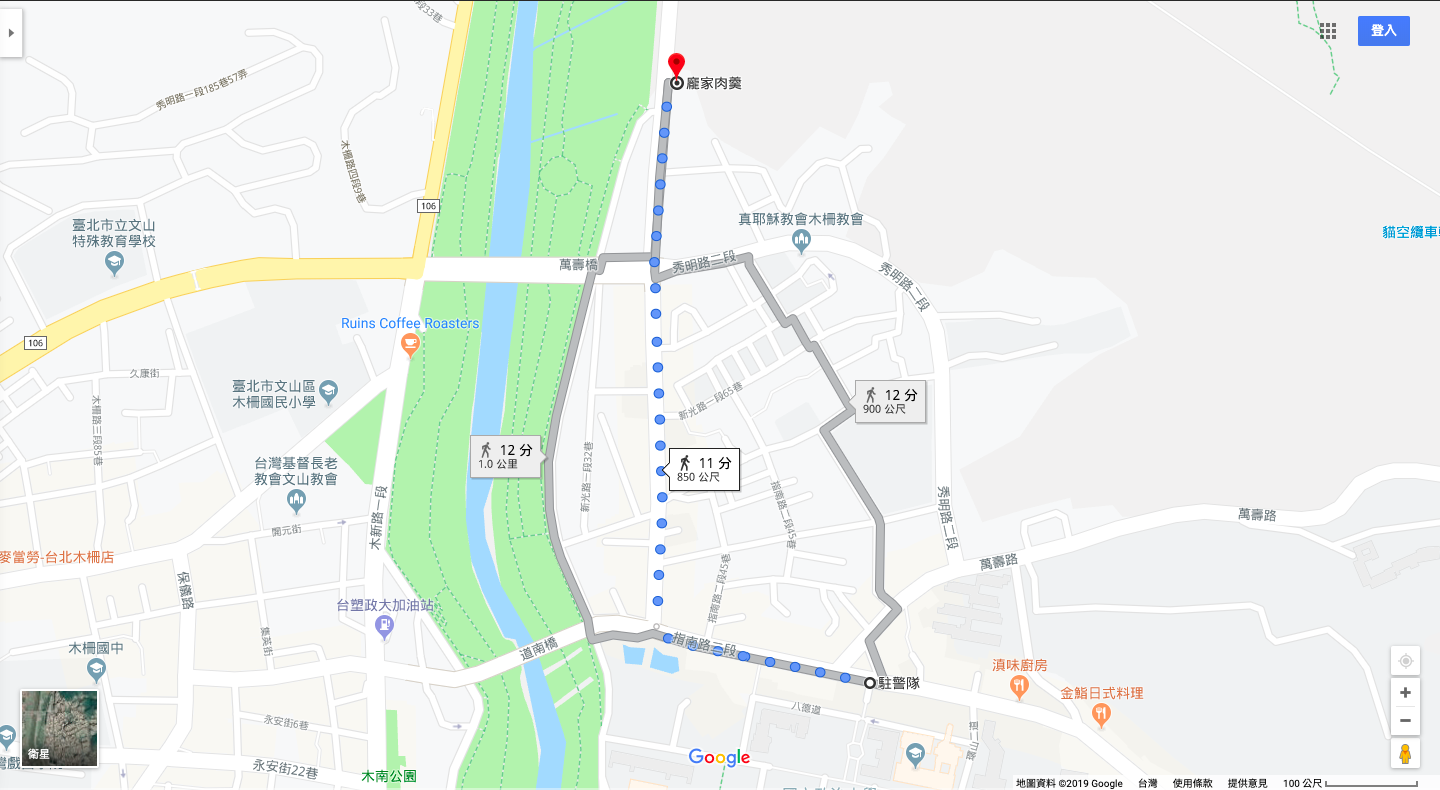 段33巷
登入
龐家肉羹
秀明路一段185巷57弄
木柵路四段9巷
106
臺北市立文山
特殊教育學校
真耶穌教會木柵教會
貓空纜車
萬壽橋
秀明路二段
秀明路二段
Ruins Coffee Roasters
106
久康街
臺北市文山區
木柵國民小學
12 分
900 公尺
新光路一段65巷
木柵路三段85巷
12 分
1.0 公里
11 分
850 公尺
新光路一段32巷
台灣基督長老
教會文山教會
指南路二段45巷
秀明路二段
萬壽路
木新路一段
開元街
麥當勞-台北木柵店
萬壽路
保儀路
指南路二段45巷
台塑政大加油站
集英街
木柵國中
道南橋
指南路二段
滇味廚房
駐警隊
金鮨日式料理
八德道
永安街6巷
衛星
Google
永安街22巷
木南公園
地圖資料 ©2019 Google
台灣
使用條款
提供意見
100 公尺